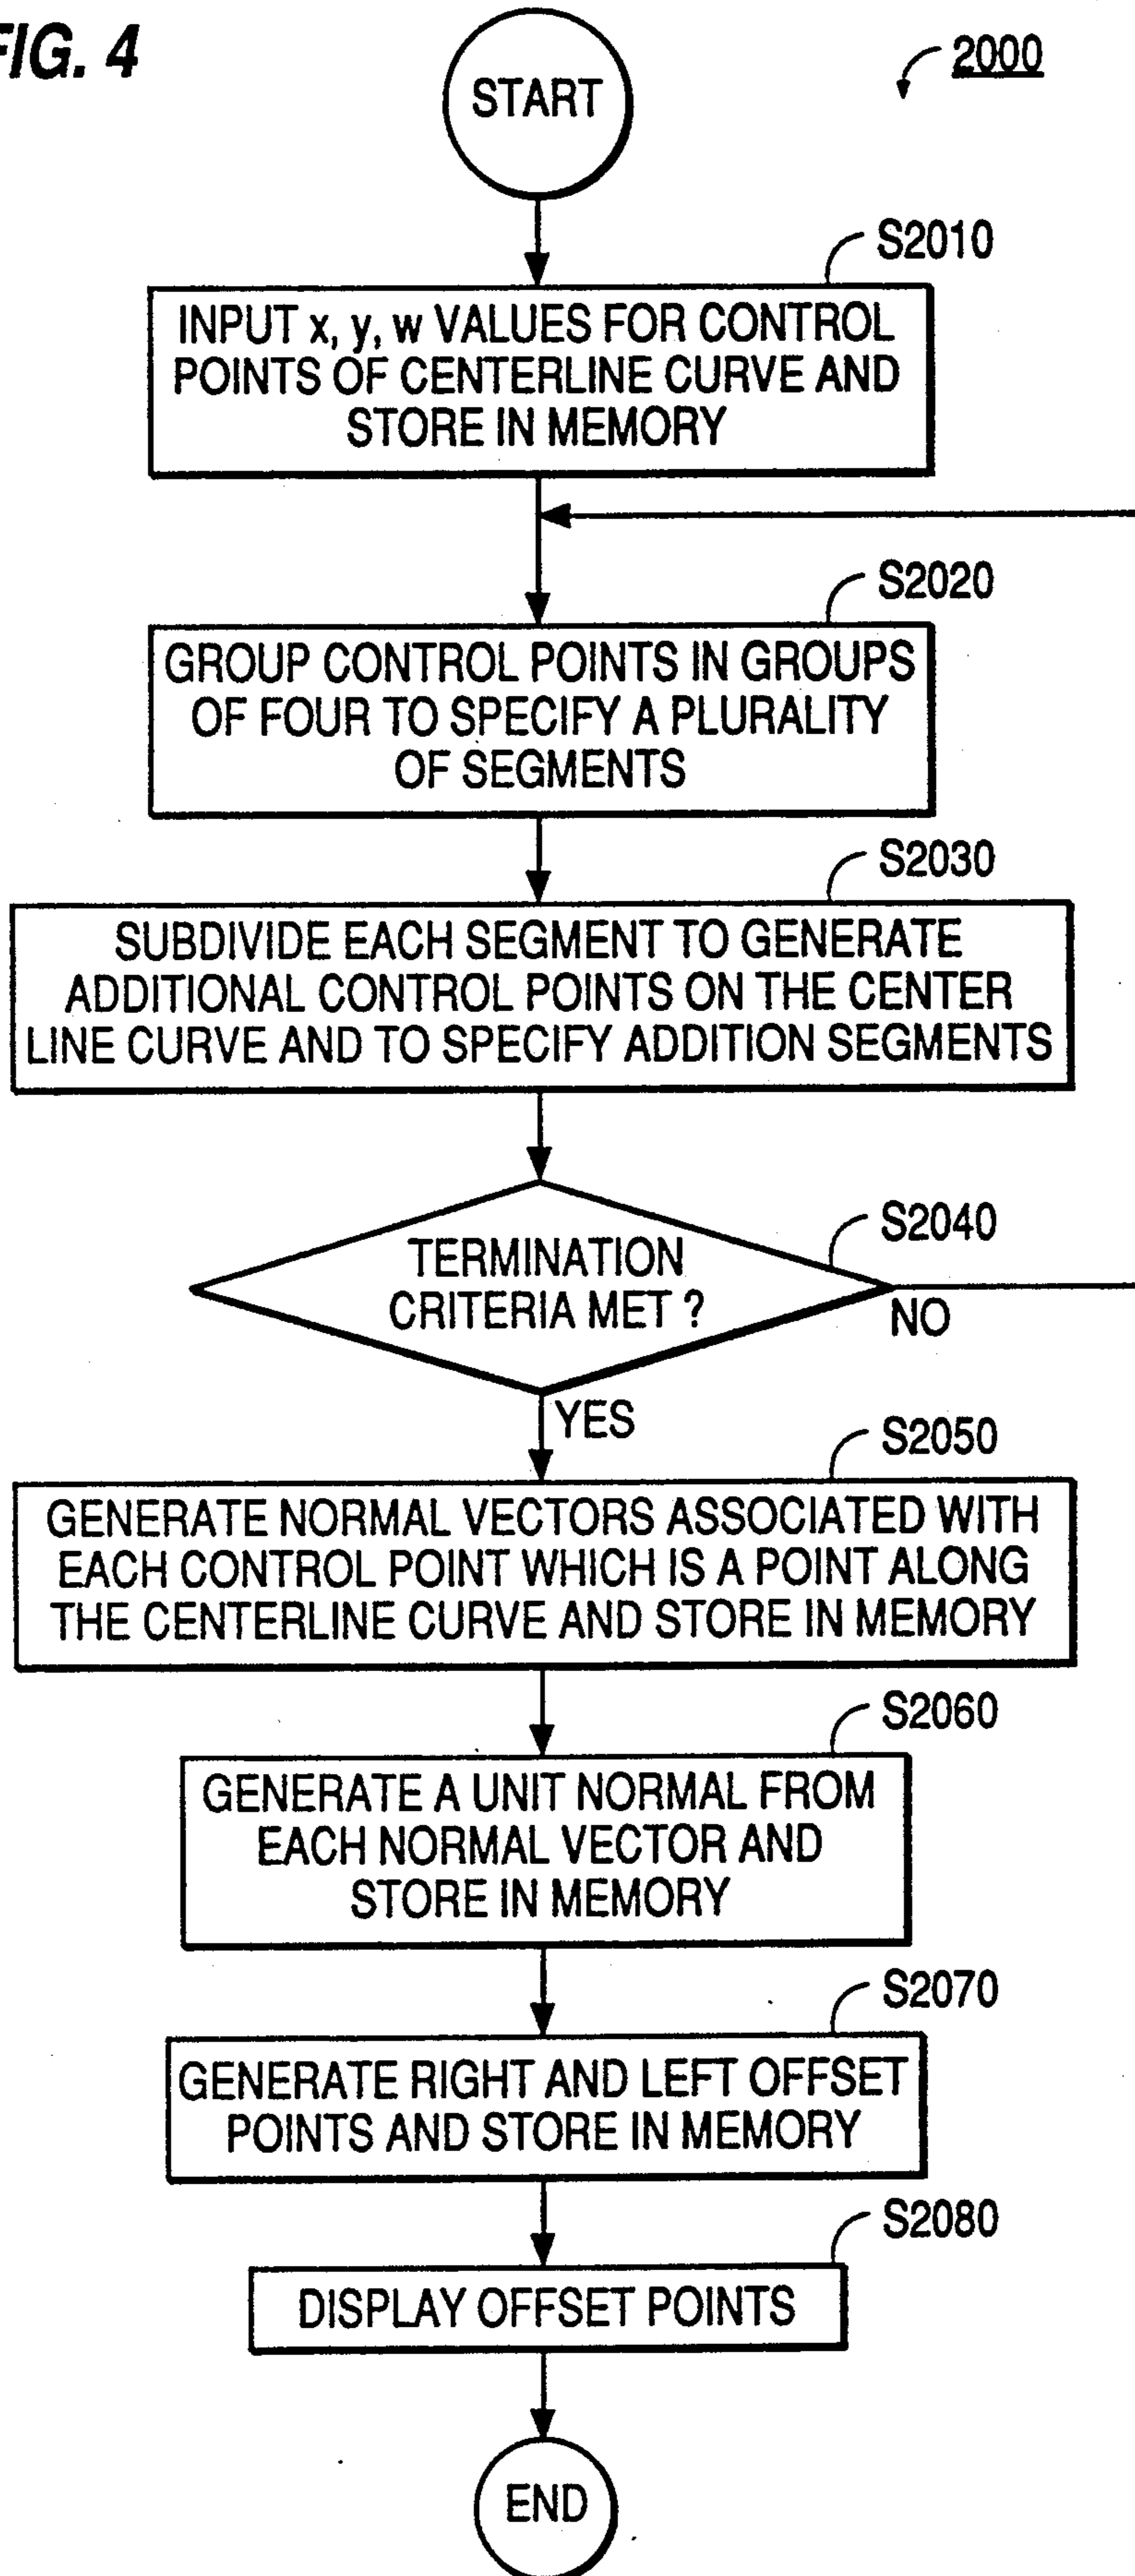 FIG. 4
2000
START
S2010
INPUT x, y, w VALUES FOR CONTROL
POINTS OF CENTERLINE CURVE AND
STORE IN MEMORY
S2020
GROUP CONTROL POINTS IN GROUPS
OF FOUR TO SPECIFY A PLURALITY
OF SEGMENTS
S2030
SUBDIVIDE EACH SEGMENT TO GENERATE
ADDITIONAL CONTROL POINTS ON THE CENTER
LINE CURVE AND TO SPECIFY ADDITION SEGMENTS
S2040
TERMINATION
CRITERIA MET ?
NO
YES
S2050
GENERATE NORMAL VECTORS ASSOCIATED WITH
EACH CONTROL POINT WHICH IS A POINT ALONG
THE CENTERLINE CURVE AND STORE IN MEMORY
S2060
GENERATE A UNIT NORMAL FROM
EACH NORMAL VECTOR AND
STORE IN MEMORY
S2070
GENERATE RIGHT AND LEFT OFFSET
POINTS AND STORE IN MEMORY
S2080
DISPLAY OFFSET POINTS
END